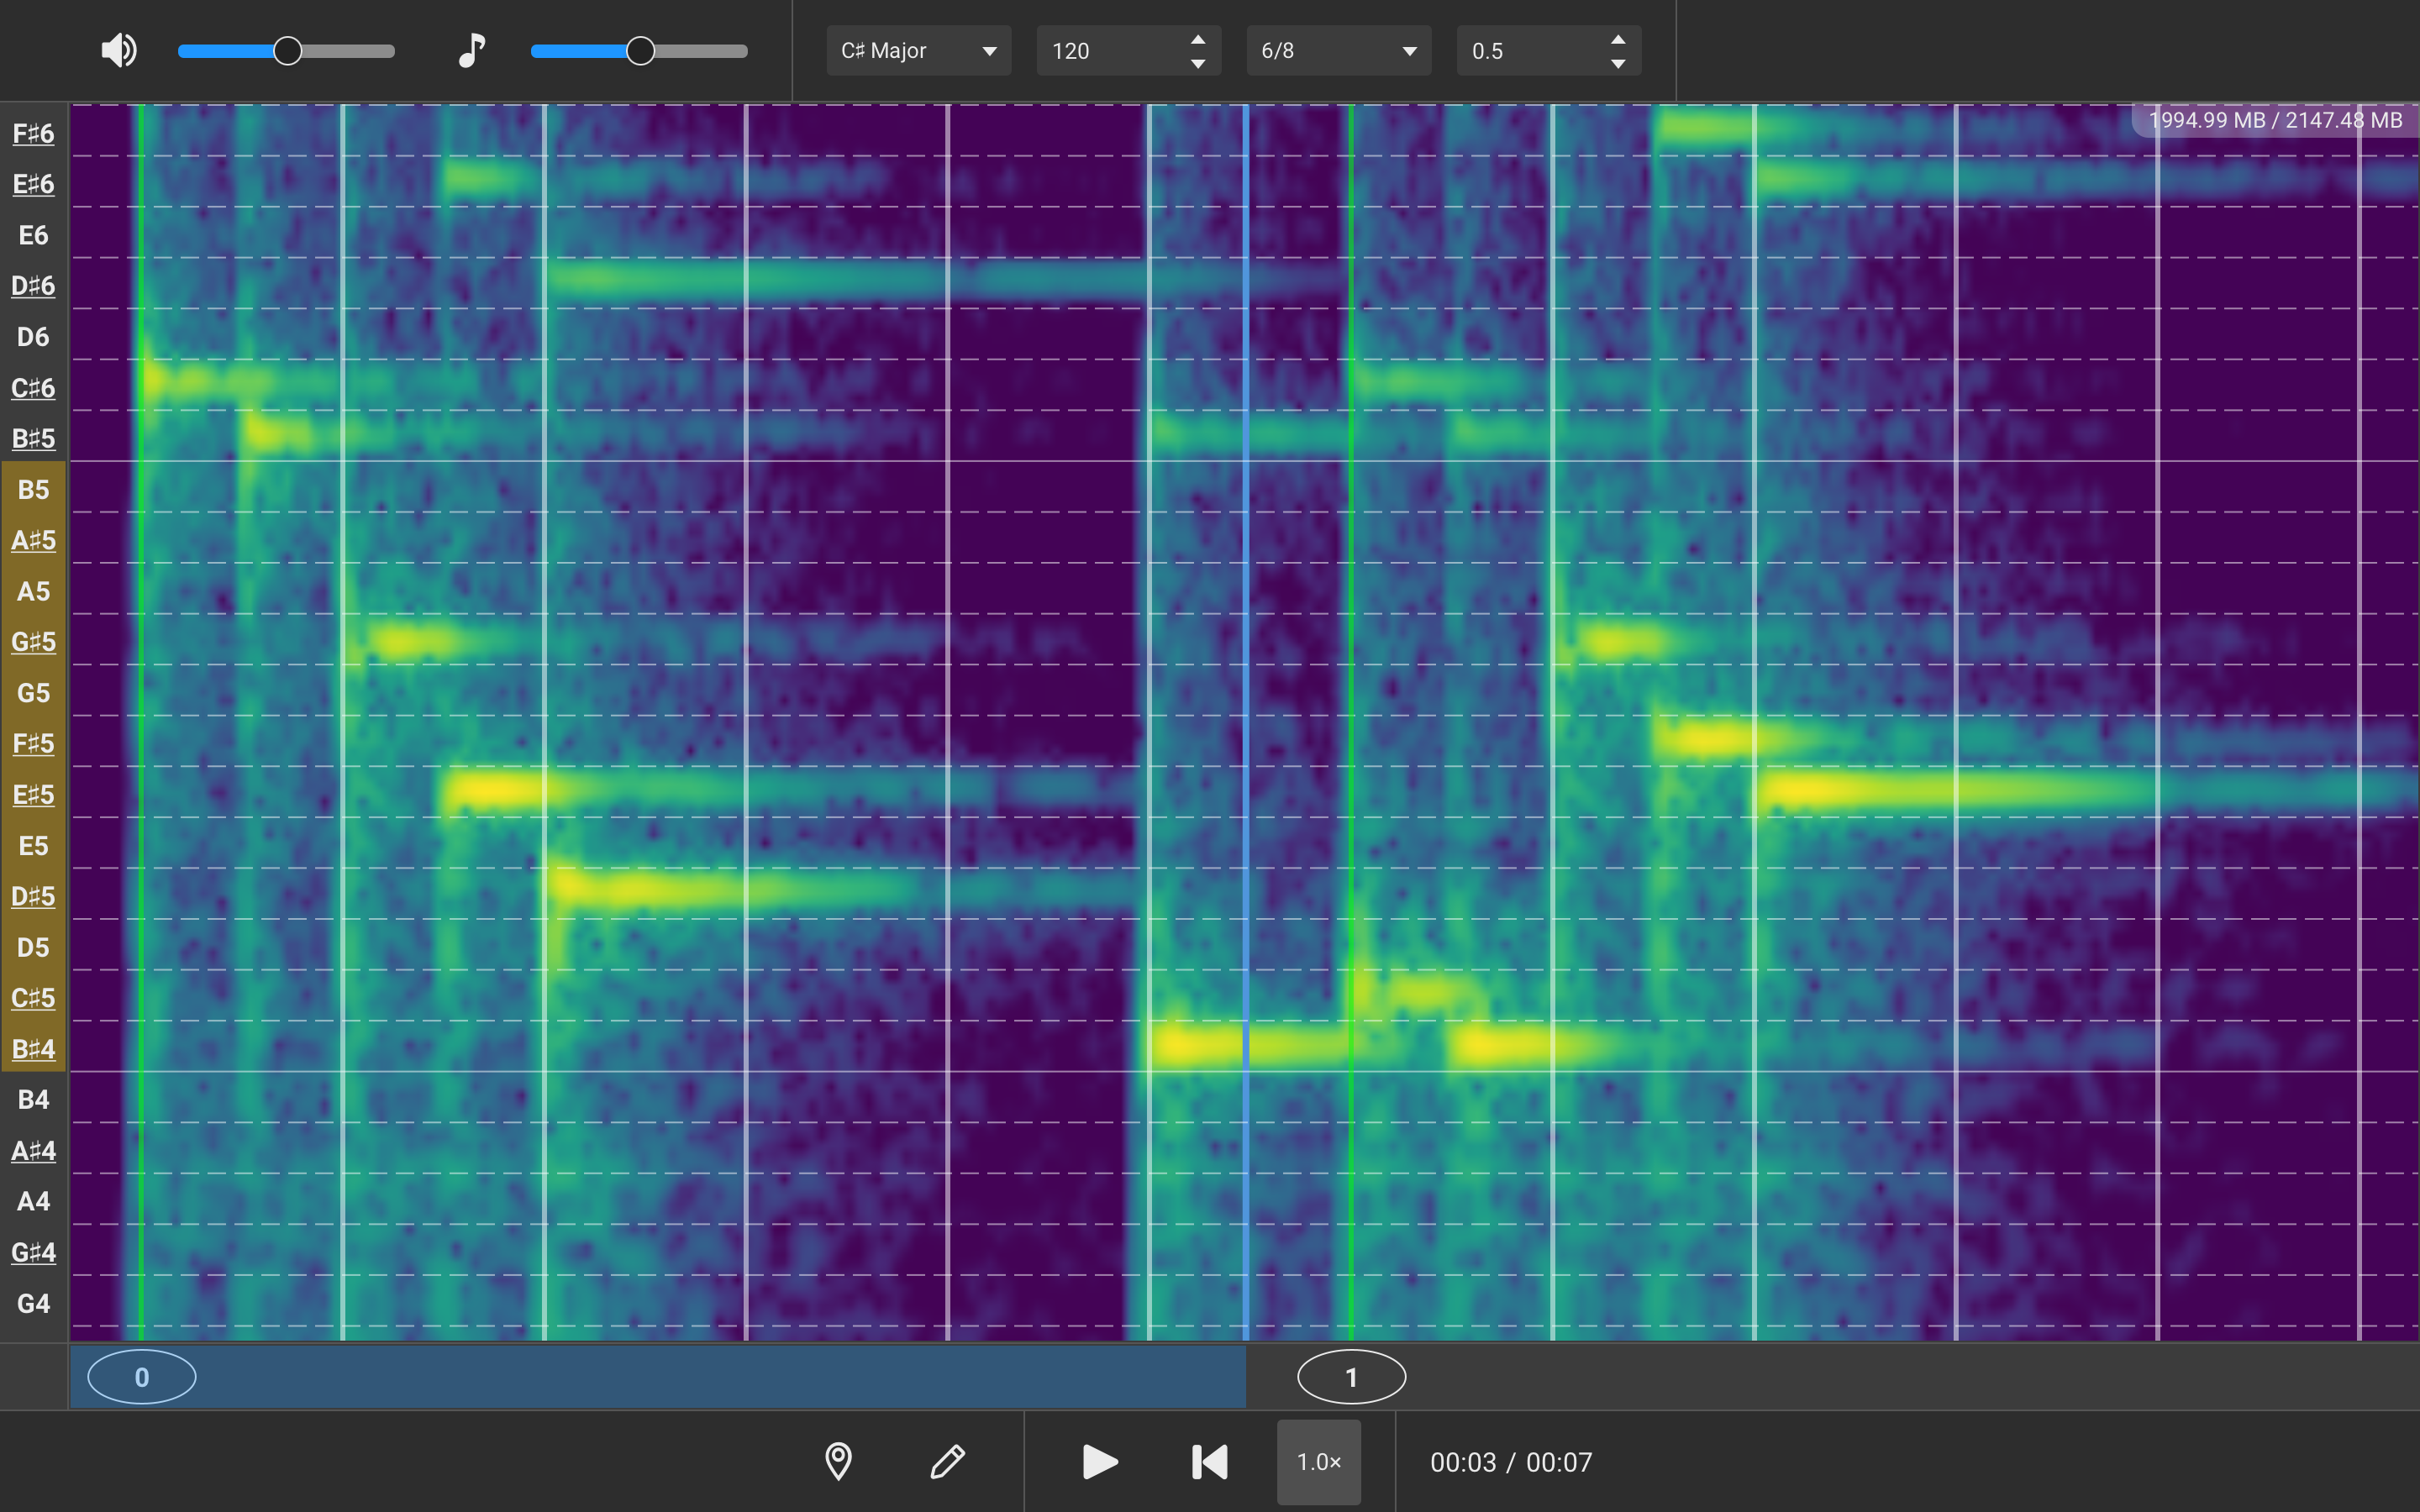 C♯ Major 120 6/8 0.5
1994.99 MB / 2147.48 MB
F♯6
E♯6
E6
D♯6
D6
C♯6
B♯5
B5
A♯5
A5
G♯5
G5
F♯5
E♯5
E5
D♯5
D5
C♯5
B♯4
B4
A♯4
A4
G♯4
G4
0 1
1.0× 00:03 / 00:07